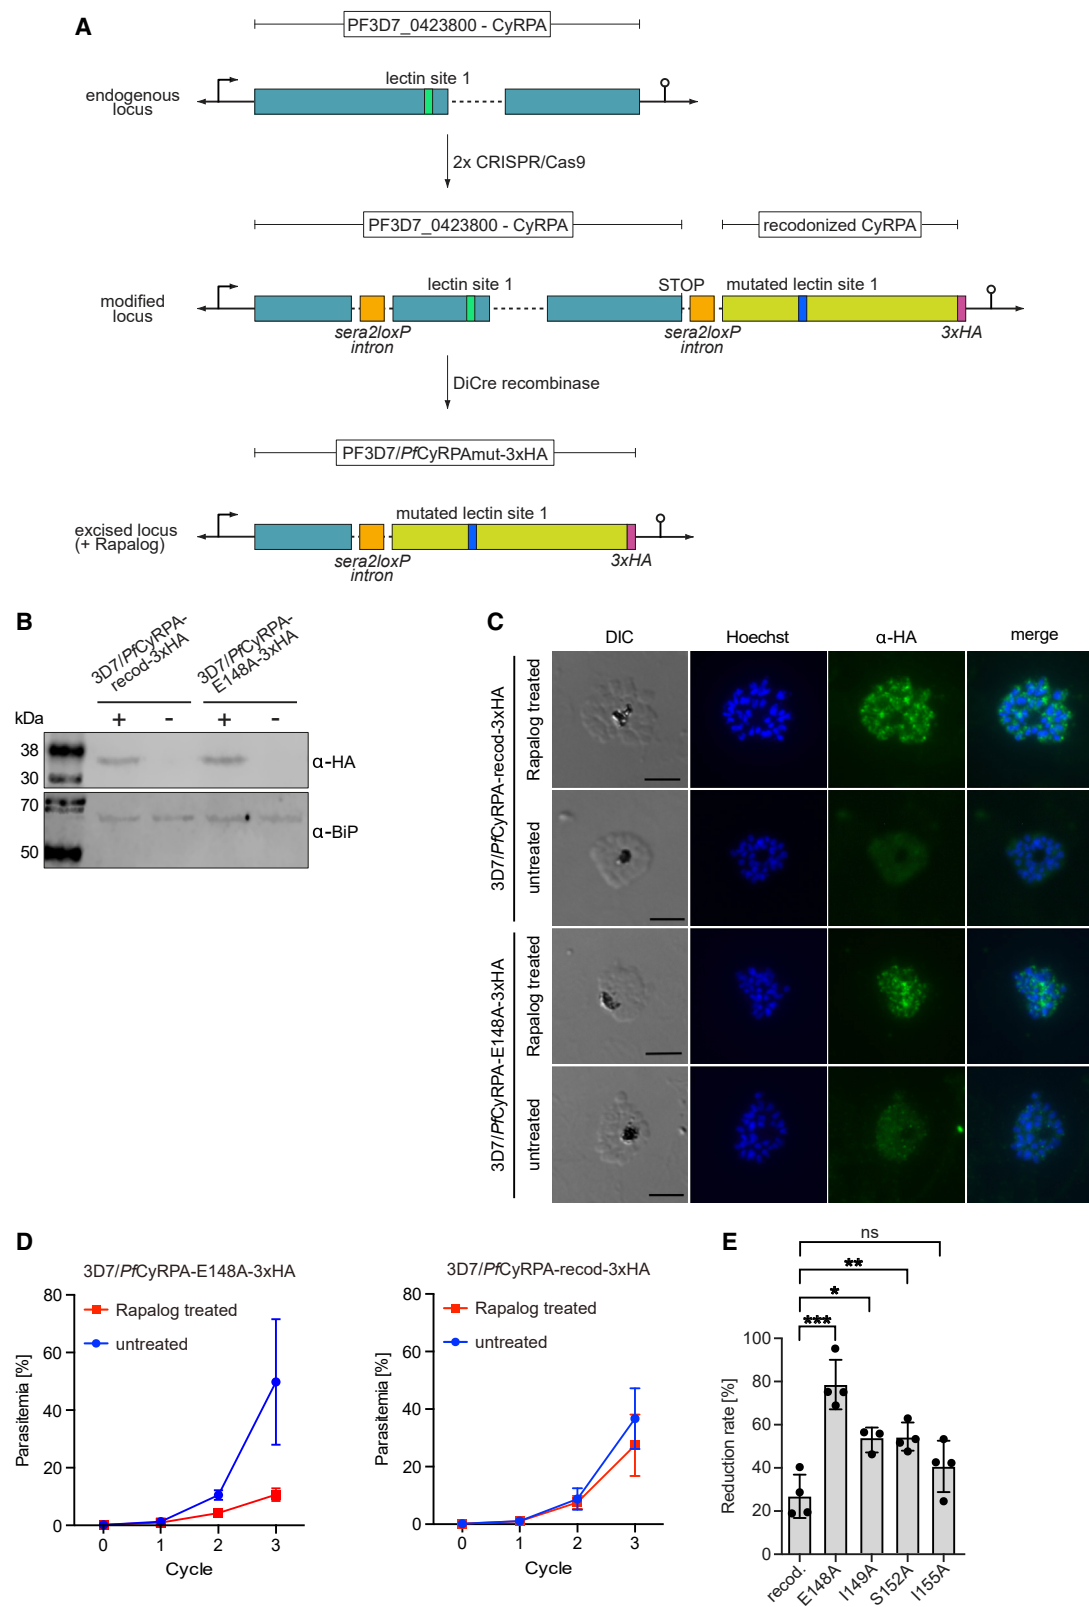 A
PF3D7_0423800 - CyRPA
lectin site 1
endogenous
locus
2x CRISPR/Cas9
PF3D7_0423800 - CyRPA
recodonized CyRPA
lectin site 1
STOP
mutated lectin site 1
modified
locus
sera2loxP
intron
sera2loxP
intron
3xHA
DiCre recombinase
PF3D7/PfCyRPAmut-3xHA
mutated lectin site 1
excised locus
(+ Rapalog)
sera2loxP
intron
3xHA
B
3D7/PfCyRPA-
recod-3xHA
3D7/PfCyRPA-
E148A-3xHA
kDa
+ - + -
38
30
α-HA
70
50
α-BiP
C
DIC Hoechst α-HA merge
3D7/PfCyRPA-recod-3xHA
Rapalog treated
untreated
3D7/PfCyRPA-E148A-3xHA
Rapalog treated
untreated
D
3D7/PfCyRPA-E148A-3xHA
Rapalog treated
untreated
Parasitemia [%]
80
60
40
20
0
0 1 2 3
Cycle
3D7/PfCyRPA-recod-3xHA
Rapalog treated
untreated
Parasitemia [%]
80
60
40
20
0
0 1 2 3
Cycle
E
ns
**
*
***
Reduction rate [%]
100
80
60
40
20
0
recod.
E148A
I149A
S152A
I155A